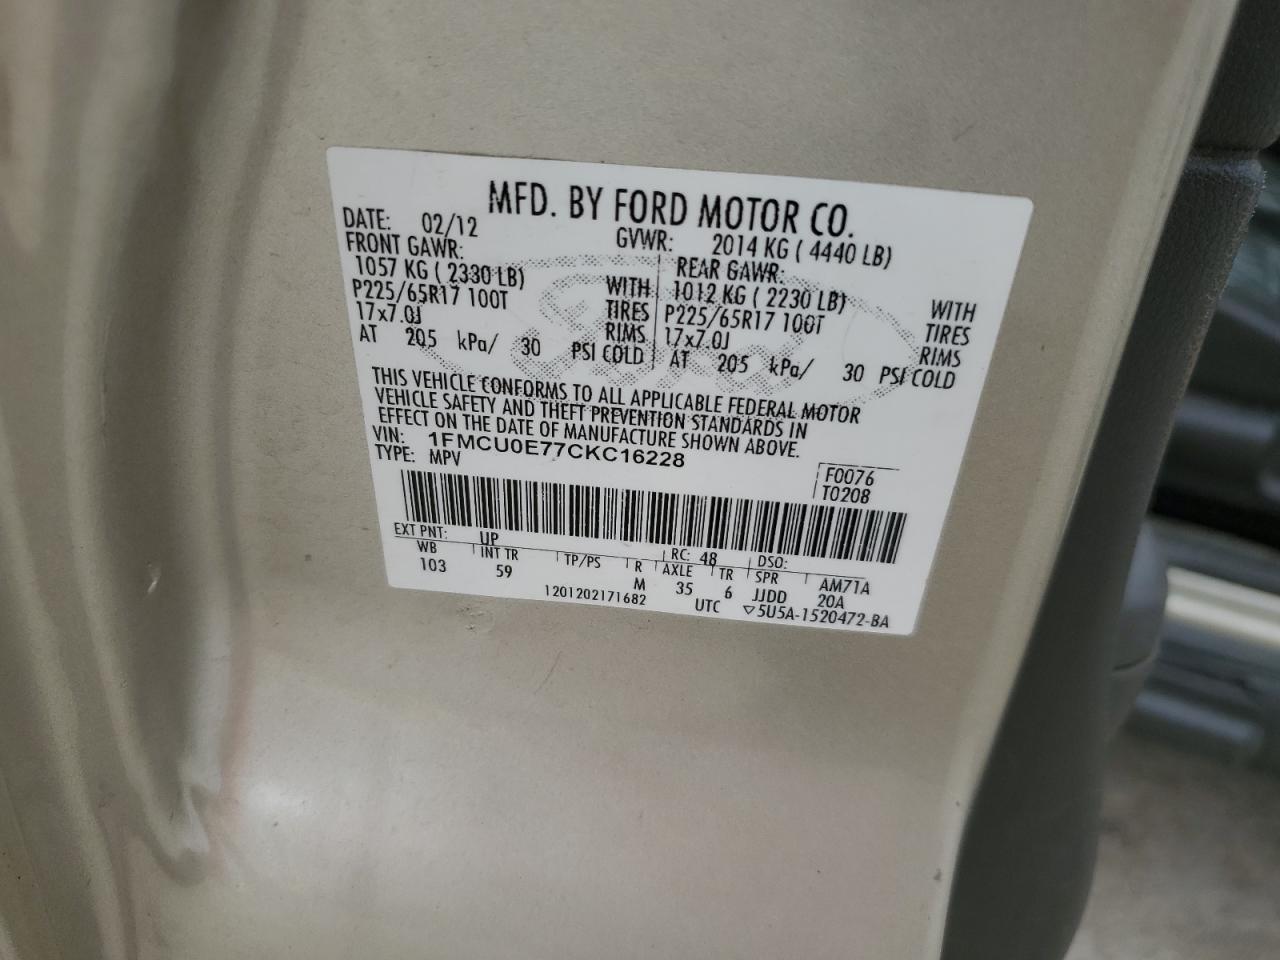 MFD. BY FORD MOTOR CO.
DATE: 02/12 GVWR: 2014 KG ( 4440 LB)
FRONT GAWR: REAR GAWR:
1057 KG ( 2330 LB) WITH 1012 KG ( 2230 LB) WITH
P225/65R17 100T TIRES P225/65R17 100T TIRES
17x7.0J RIMS 17x7.0J RIMS
AT 205 kPa/ 30 PSI COLD AT 205 kPa/ 30 PSI COLD
THIS VEHICLE CONFORMS TO ALL APPLICABLE FEDERAL MOTOR
VEHICLE SAFETY AND THEFT PREVENTION STANDARDS IN
EFFECT ON THE DATE OF MANUFACTURE SHOWN ABOVE.
VIN: 1FMCU0E77CKC16228
TYPE: MPV F0076
T0208
EXT PNT: UP RC: 48 DSO:
WB INT TR TP/PS R AXLE TR SPR AM71A
103 59 M 35 6 JJDD 20A
1201202171682 UTC ▽5U5A-1520472-BA
Ford